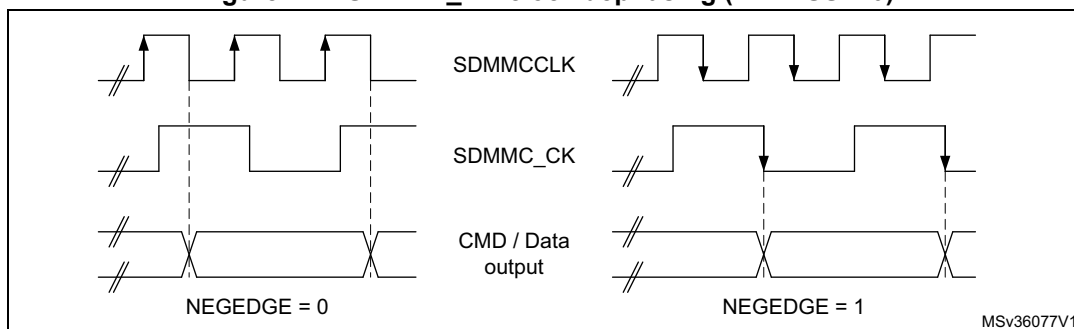 SDMMCCLK
SDMMC_CK
CMD / Data
output
NEGEDGE = 0
NEGEDGE = 1
MSv36077V1